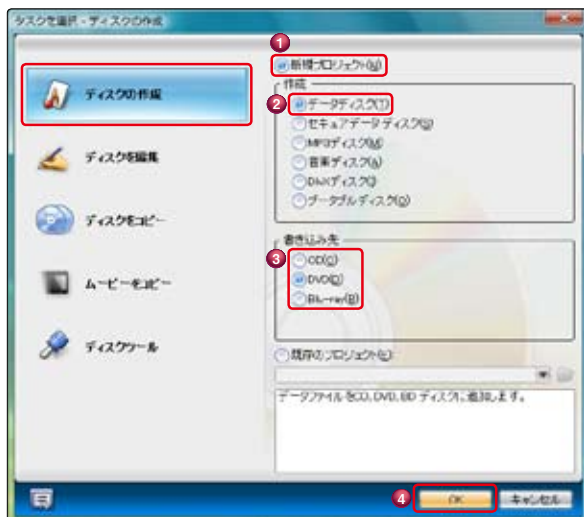 タスクを選択 - ディスクの作成
1
新規プロジェクト(N)
ディスクの作成
ディスクを編集
ディスクをコピー
ムービーをコピー
ディスクツール
作成
2
データディスク(T)
セキュアデータ ディスク(S)
MP3ディスク(M)
音楽ディスク(A)
ブータブルディスク(O)
書き込み先
3
CD(C)
DVD(D)
Blu-ray(B)
既存のプロジェクト(E)
データファイルをCD、DVD、BD ディスクに追加します。
4
OK
キャンセル